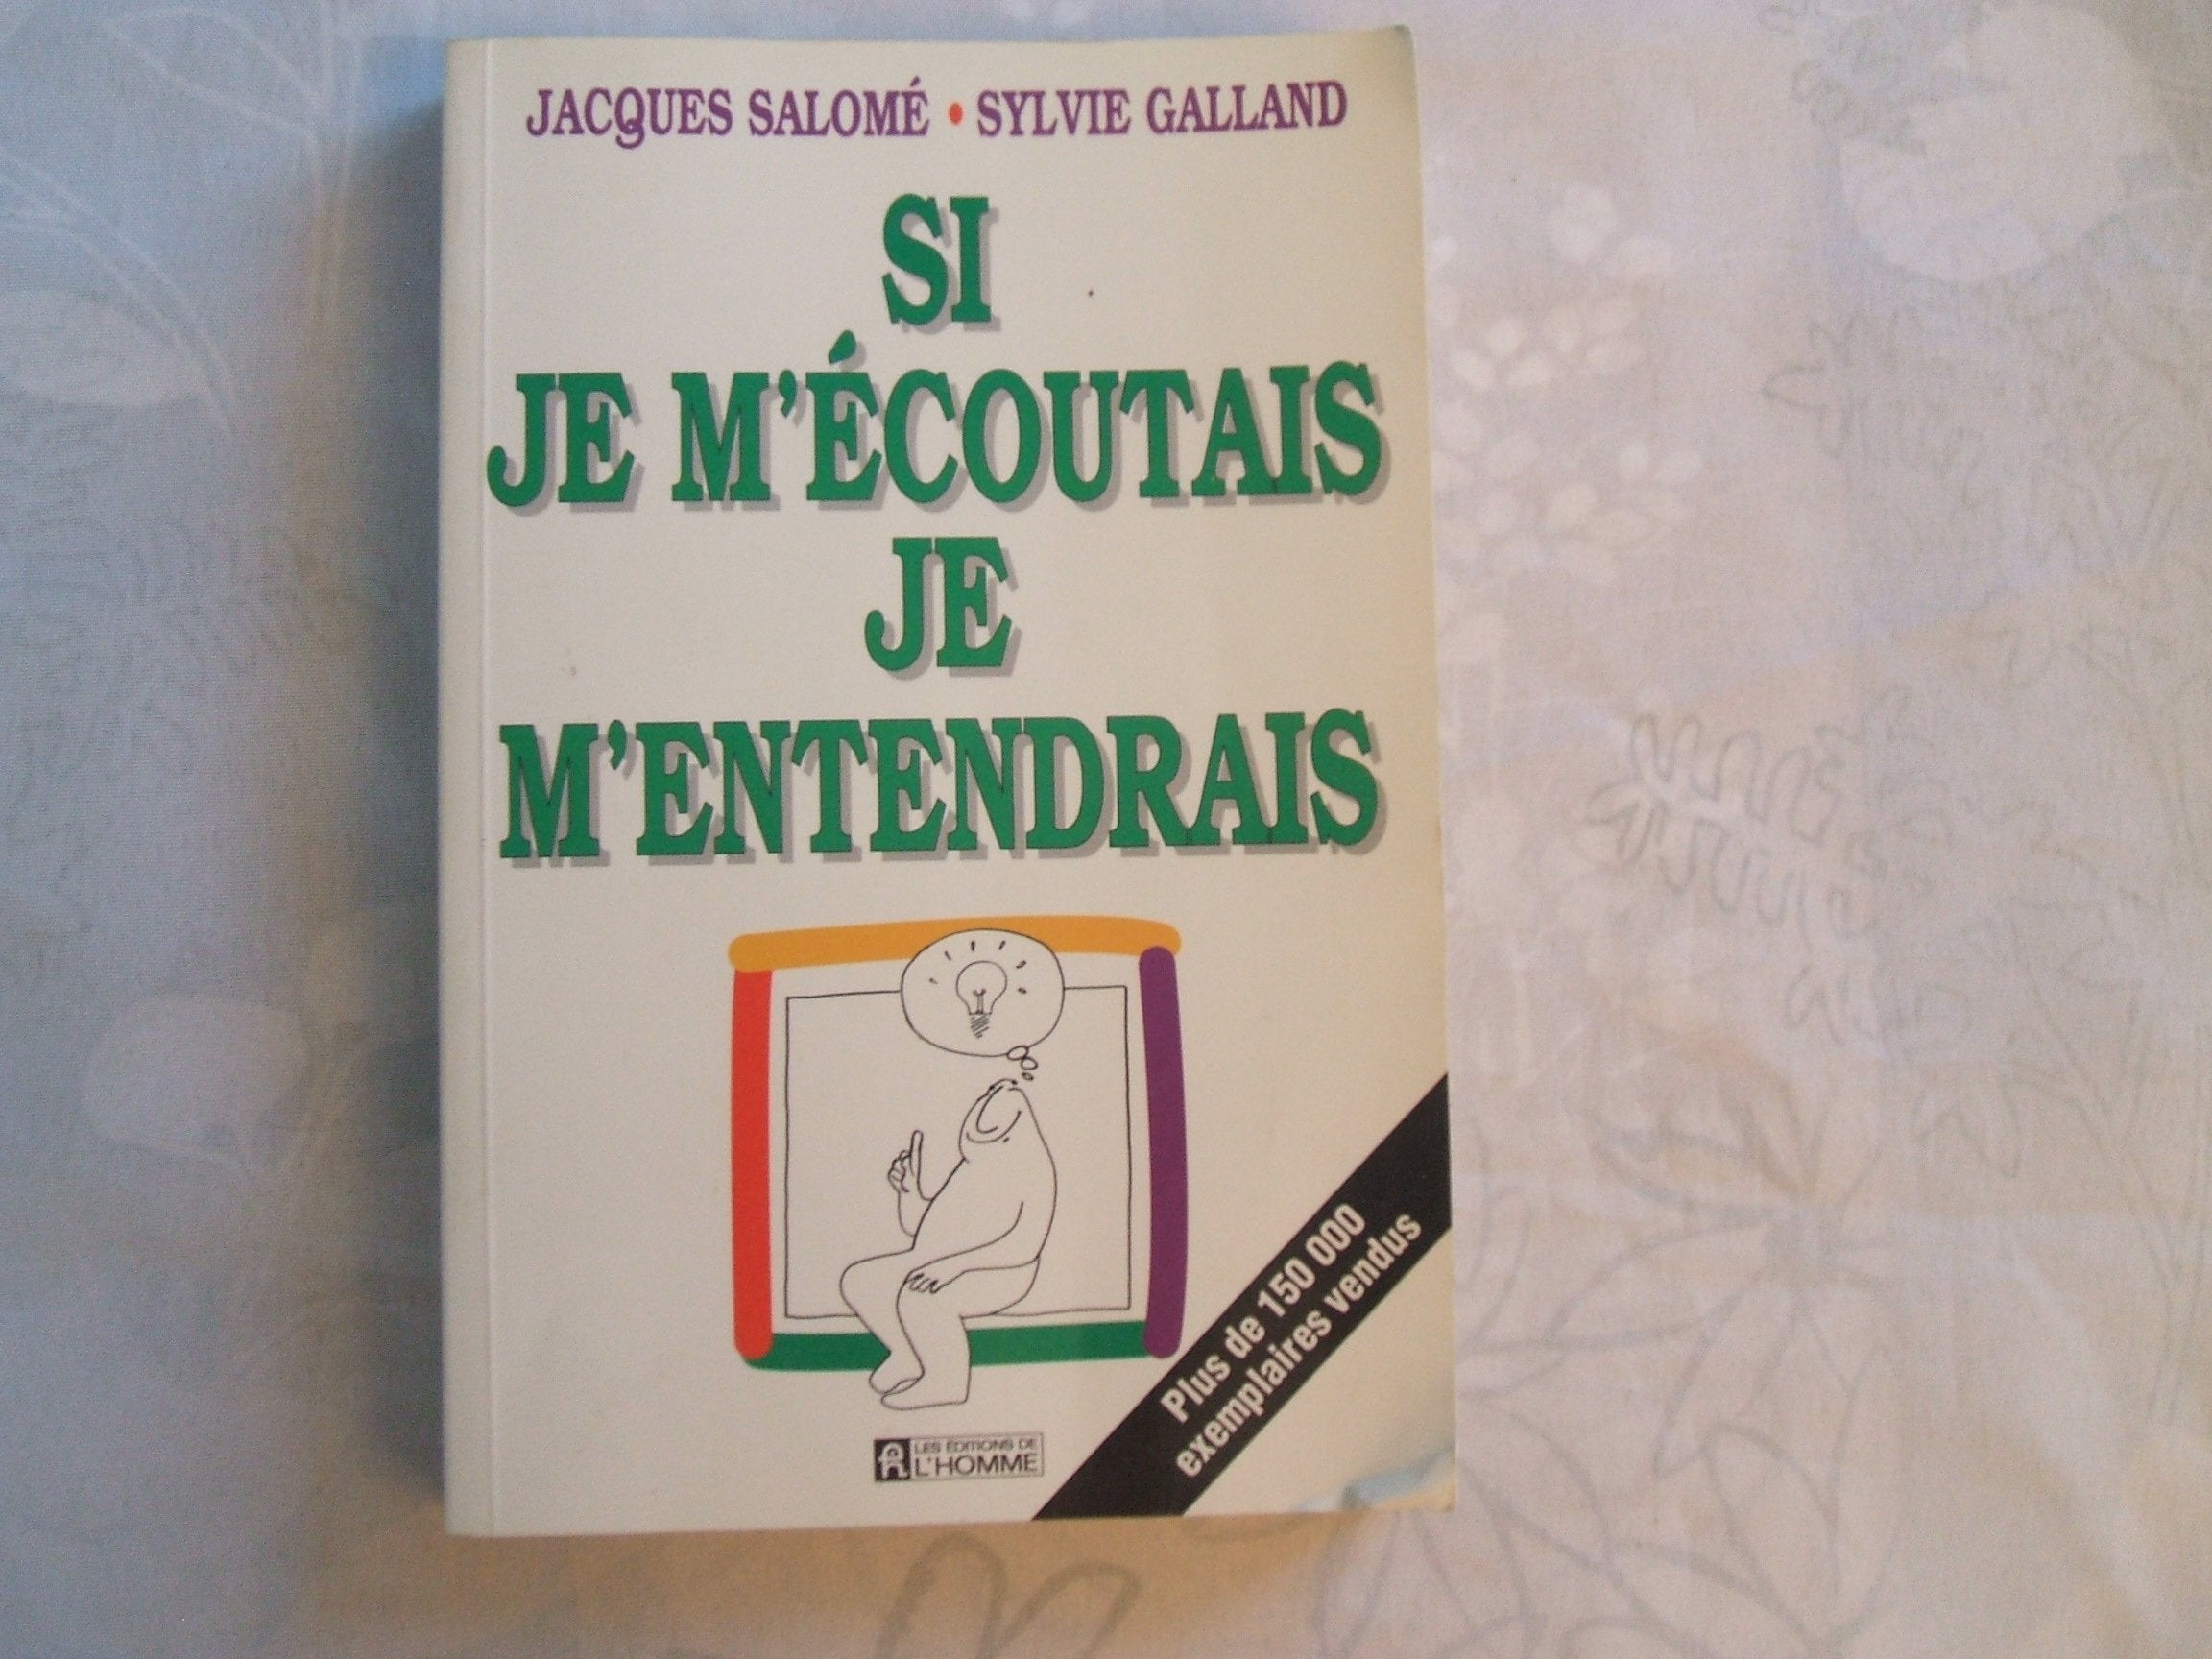 JACQUES SALOMÉ • SYLVIE GALLAND
SI
JE M'ÉCOUTAIS
JE
M'ENTENDRAIS
Plus de 150 000
exemplaires vendus
LES ÉDITIONS DE
L'HOMME